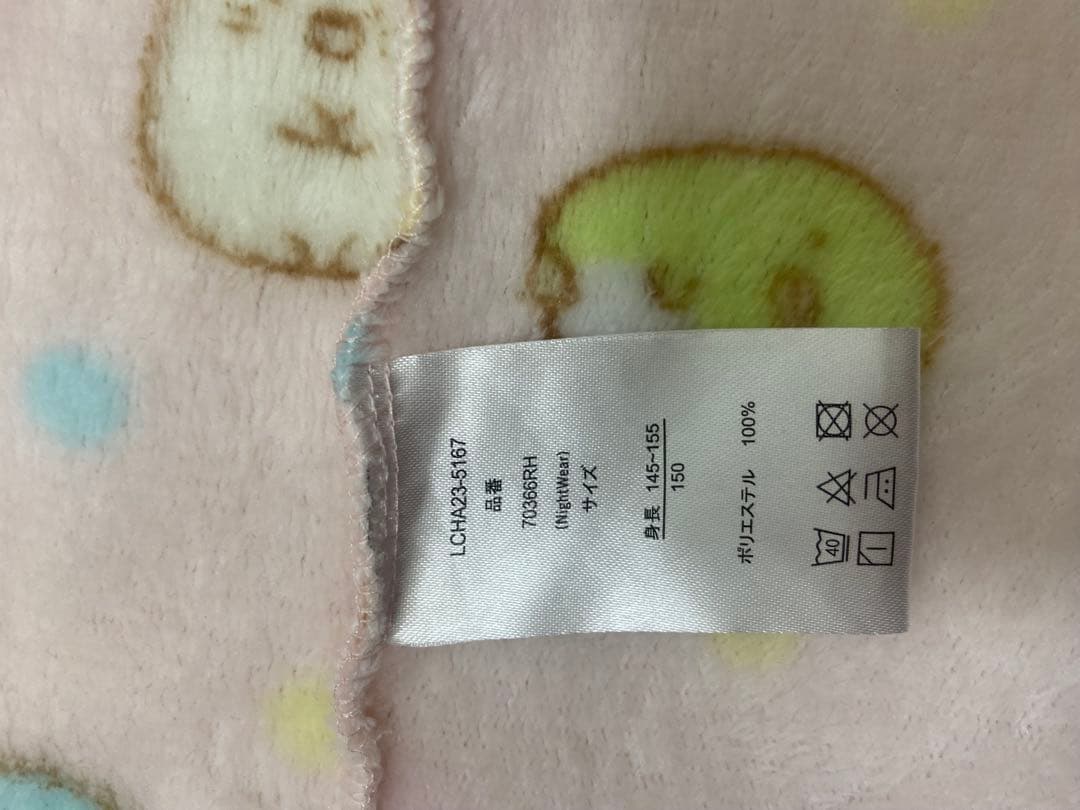 LCHA23-5167
品番
70366RH
(NightWear)
サイズ
身長 145~155
150
ポリエステル 100%
40